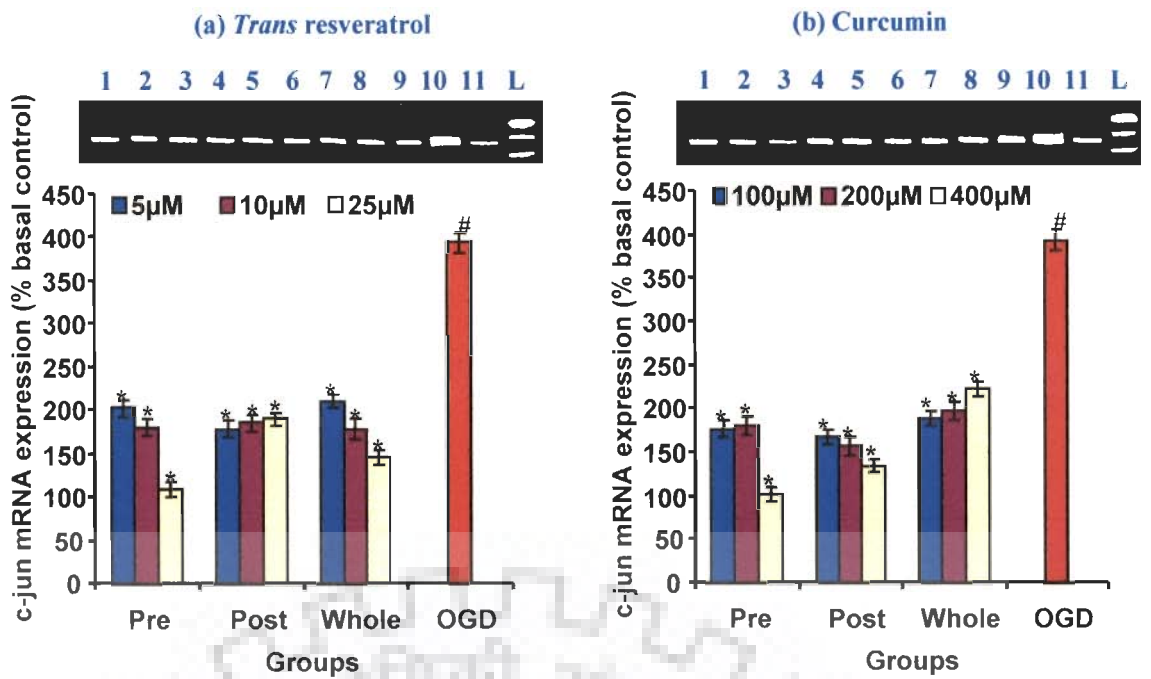 (a) Trans resveratrol
1 2 3 4 5 6 7 8 9 10 11 L
c-jun mRNA expression (% basal control)
450
400
350
300
250
200
150
100
50
0
5µM 10µM 25µM
* * * * * * * * * #
Pre Post Whole OGD
Groups
(b) Curcumin
1 2 3 4 5 6 7 8 9 10 11 L
c-jun mRNA expression (% basal control)
450
400
350
300
250
200
150
100
50
0
100µM 200µM 400µM
* * * * * * * * * #
Pre Post Whole OGD
Groups